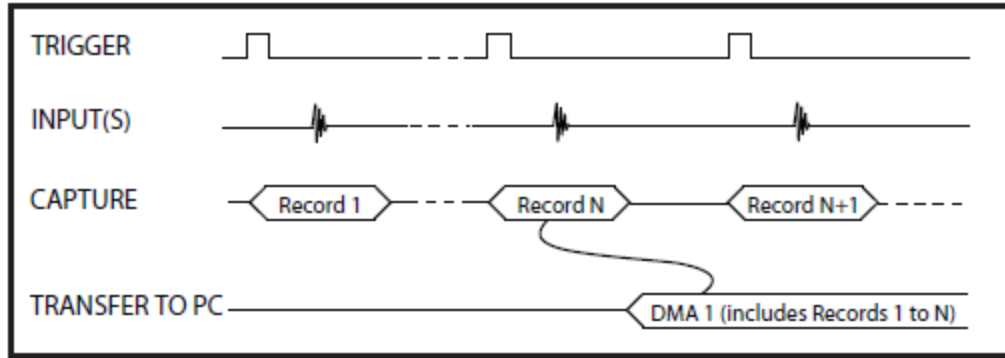 TRIGGER
INPUT(S)
CAPTURE
Record 1
Record N
Record N+1
TRANSFER TO PC
DMA 1 (includes Records 1 to N)